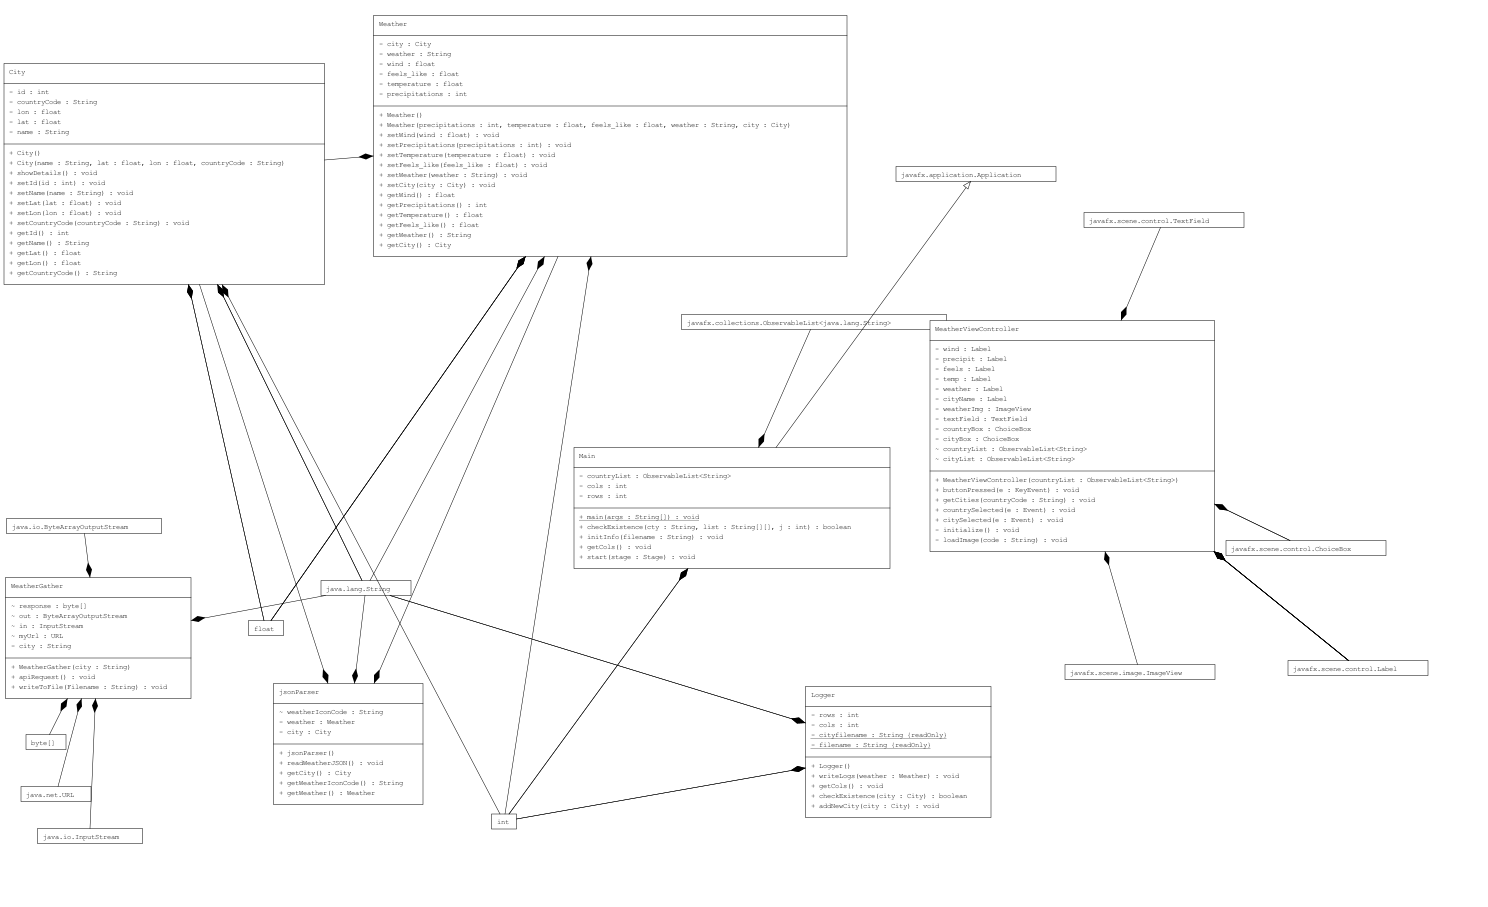 Weather
- city : City
- weather : String
- wind : float
- feels_like : float
- temperature : float
- precipitations : int
+ Weather()
+ Weather(precipitations : int, temperature : float, feels_like : float, weather : String, city : City)
+ setWind(wind : float) : void
+ setPrecipitations(precipitations : int) : void
+ setTemperature(temperature : float) : void
+ setFeels_like(feels_like : float) : void
+ setWeather(weather : String) : void
+ setCity(city : City) : void
+ getWind() : float
+ getPrecipitations() : int
+ getTemperature() : float
+ getFeels_like() : float
+ getWeather() : String
+ getCity() : City
City
- id : int
- countryCode : String
- lon : float
- lat : float
- name : String
+ City()
+ City(name : String, lat : float, lon : float, countryCode : String)
+ showDetails() : void
+ setId(id : int) : void
+ setName(name : String) : void
+ setLat(lat : float) : void
+ setLon(lon : float) : void
+ setCountryCode(countryCode : String) : void
+ getId() : int
+ getName() : String
+ getLat() : float
+ getLon() : float
+ getCountryCode() : String
javafx.application.Application
javafx.scene.control.TextField
javafx.collections.ObservableList<java.lang.String>
WeatherViewController
- wind : Label
- precipit : Label
- feels : Label
- temp : Label
- weather : Label
- cityName : Label
- weatherImg : ImageView
- textField : TextField
- countryBox : ChoiceBox
- cityBox : ChoiceBox
~ countryList : ObservableList<String>
~ cityList : ObservableList<String>
+ WeatherViewController(countryList : ObservableList<String>)
+ buttonPressed(e : KeyEvent) : void
+ getCities(countryCode : String) : void
+ countrySelected(e : Event) : void
+ citySelected(e : Event) : void
- initialize() : void
- loadImage(code : String) : void
Main
- countryList : ObservableList<String>
- cols : int
- rows : int
+ main(args : String[]) : void
+ checkExistence(cty : String, list : String[][], j : int) : boolean
+ initInfo(filename : String) : void
+ getCols() : void
+ start(stage : Stage) : void
java.io.ByteArrayOutputStream
javafx.scene.control.ChoiceBox
WeatherGather
~ response : byte[]
~ out : ByteArrayOutputStream
~ in : InputStream
~ myUrl : URL
- city : String
+ WeatherGather(city : String)
+ apiRequest() : void
+ writeToFile(Filename : String) : void
java.lang.String
float
javafx.scene.image.ImageView
javafx.scene.control.Label
jsonParser
~ weatherIconCode : String
- weather : Weather
- city : City
+ jsonParser()
+ readWeatherJSON() : void
+ getCity() : City
+ getWeatherIconCode() : String
+ getWeather() : Weather
Logger
- rows : int
- cols : int
- cityfilename : String {readOnly}
- filename : String {readOnly}
+ Logger()
+ writeLogs(weather : Weather) : void
+ getCols() : void
+ checkExistence(city : City) : boolean
+ addNewCity(city : City) : void
byte[]
java.net.URL
int
java.io.InputStream